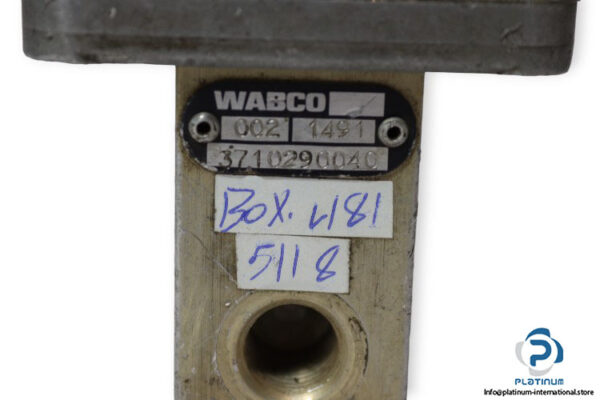 WABCO
002 1491
3710290040
BOX. 4181
5118
PLATINUM
info@platinum-international.store